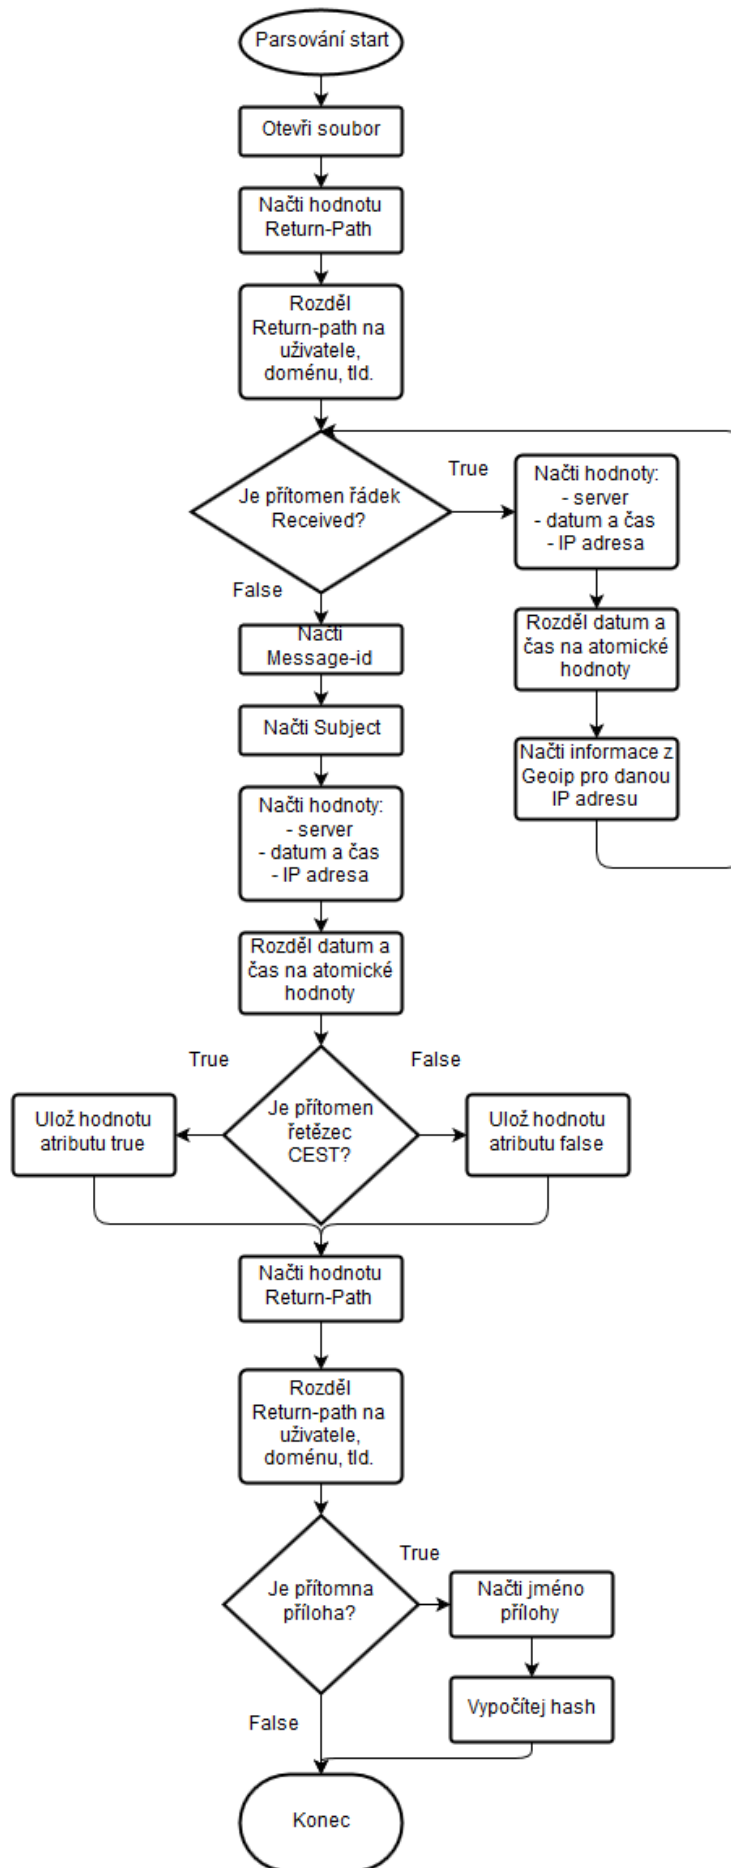 Parsování start
Otevři soubor
Načti hodnotu
Return-Path
Rozděl
Return-path na
uživatele,
doménu, tld.
Je přítomen řádek
Received?
True
Načti hodnoty:
- server
- datum a čas
- IP adresa
Rozděl datum a
čas na atomické
hodnoty
Načti informace z
Geoip pro danou
IP adresu
False
Načti
Message-id
Načti Subject
Načti hodnoty:
- server
- datum a čas
- IP adresa
Rozděl datum a
čas na atomické
hodnoty
True
False
Je přítomen
řetězec
CEST?
Ulož hodnotu
atributu true
Ulož hodnotu
atributu false
Načti hodnotu
Return-Path
Rozděl
Return-path na
uživatele,
doménu, tld.
Je přítomna
příloha?
True
Načti jméno
přílohy
Vypočítej hash
False
Konec